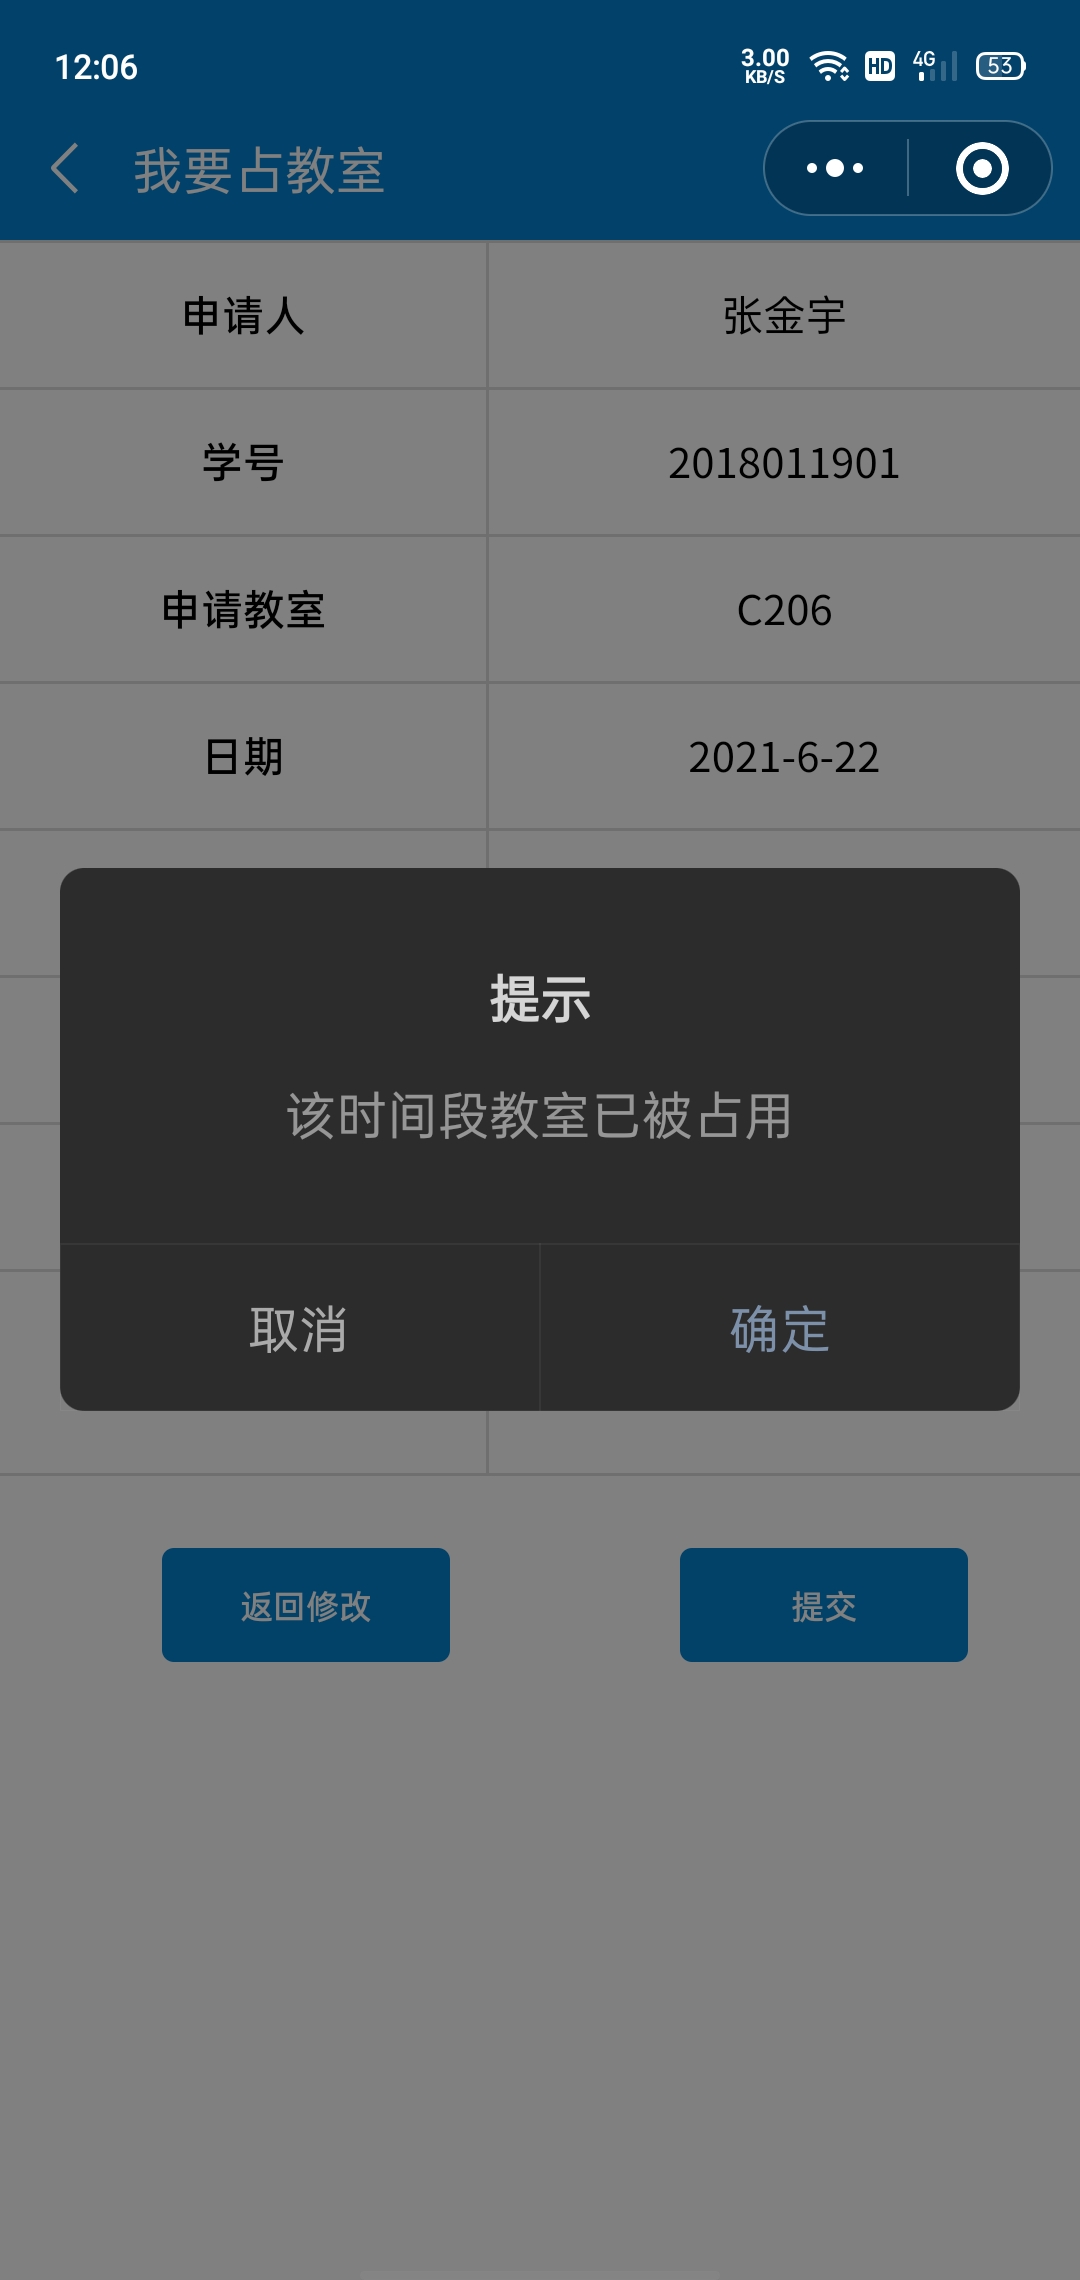 12:06
3.00
KB/S
HD
4G
53
我要占教室
申请人
张金宇
学号
2018011901
申请教室
C206
日期
2021-6-22
提示
该时间段教室已被占用
取消
确定
返回修改
提交